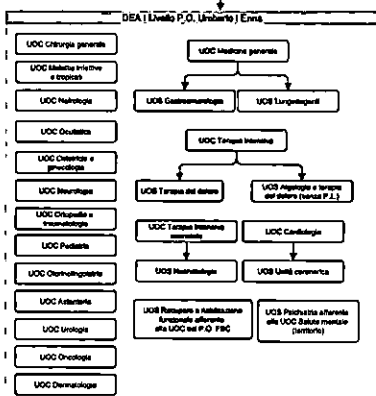 DEA I Livello P.O. Umberto I Enna
UOC Chirurgia generale
UOC Malattie infettive
e tropicali
UOC Nefrologia
UOC Oculistica
UOC Ostetricia e
ginecologia
UOC Neurologia
UOC Ortopedia e
traumatologia
UOC Pediatria
UOC Otorinolingoiatria
UOC Astanteria
UOC Urologia
UOC Oncologia
UOC Dermatologia
UOC Medicina generale
UOS Gastroenterologia
UOS Lungodegenti
UOC Terapia Intensiva
UOS Terapia del dolore
UOS Algologia e terapia
del dolore (senza P.L.)
UOC Terapia Intensiva
neonatale
UOC Cardiologia
UOS Neonatologia
UOS Unità coronarica
UOS Recupero e riabilitazione
funzionale afferente
alla UOC del P.O. FBC
UOS Psichiatria afferente
alla UOC Salute mentale
(territorio)